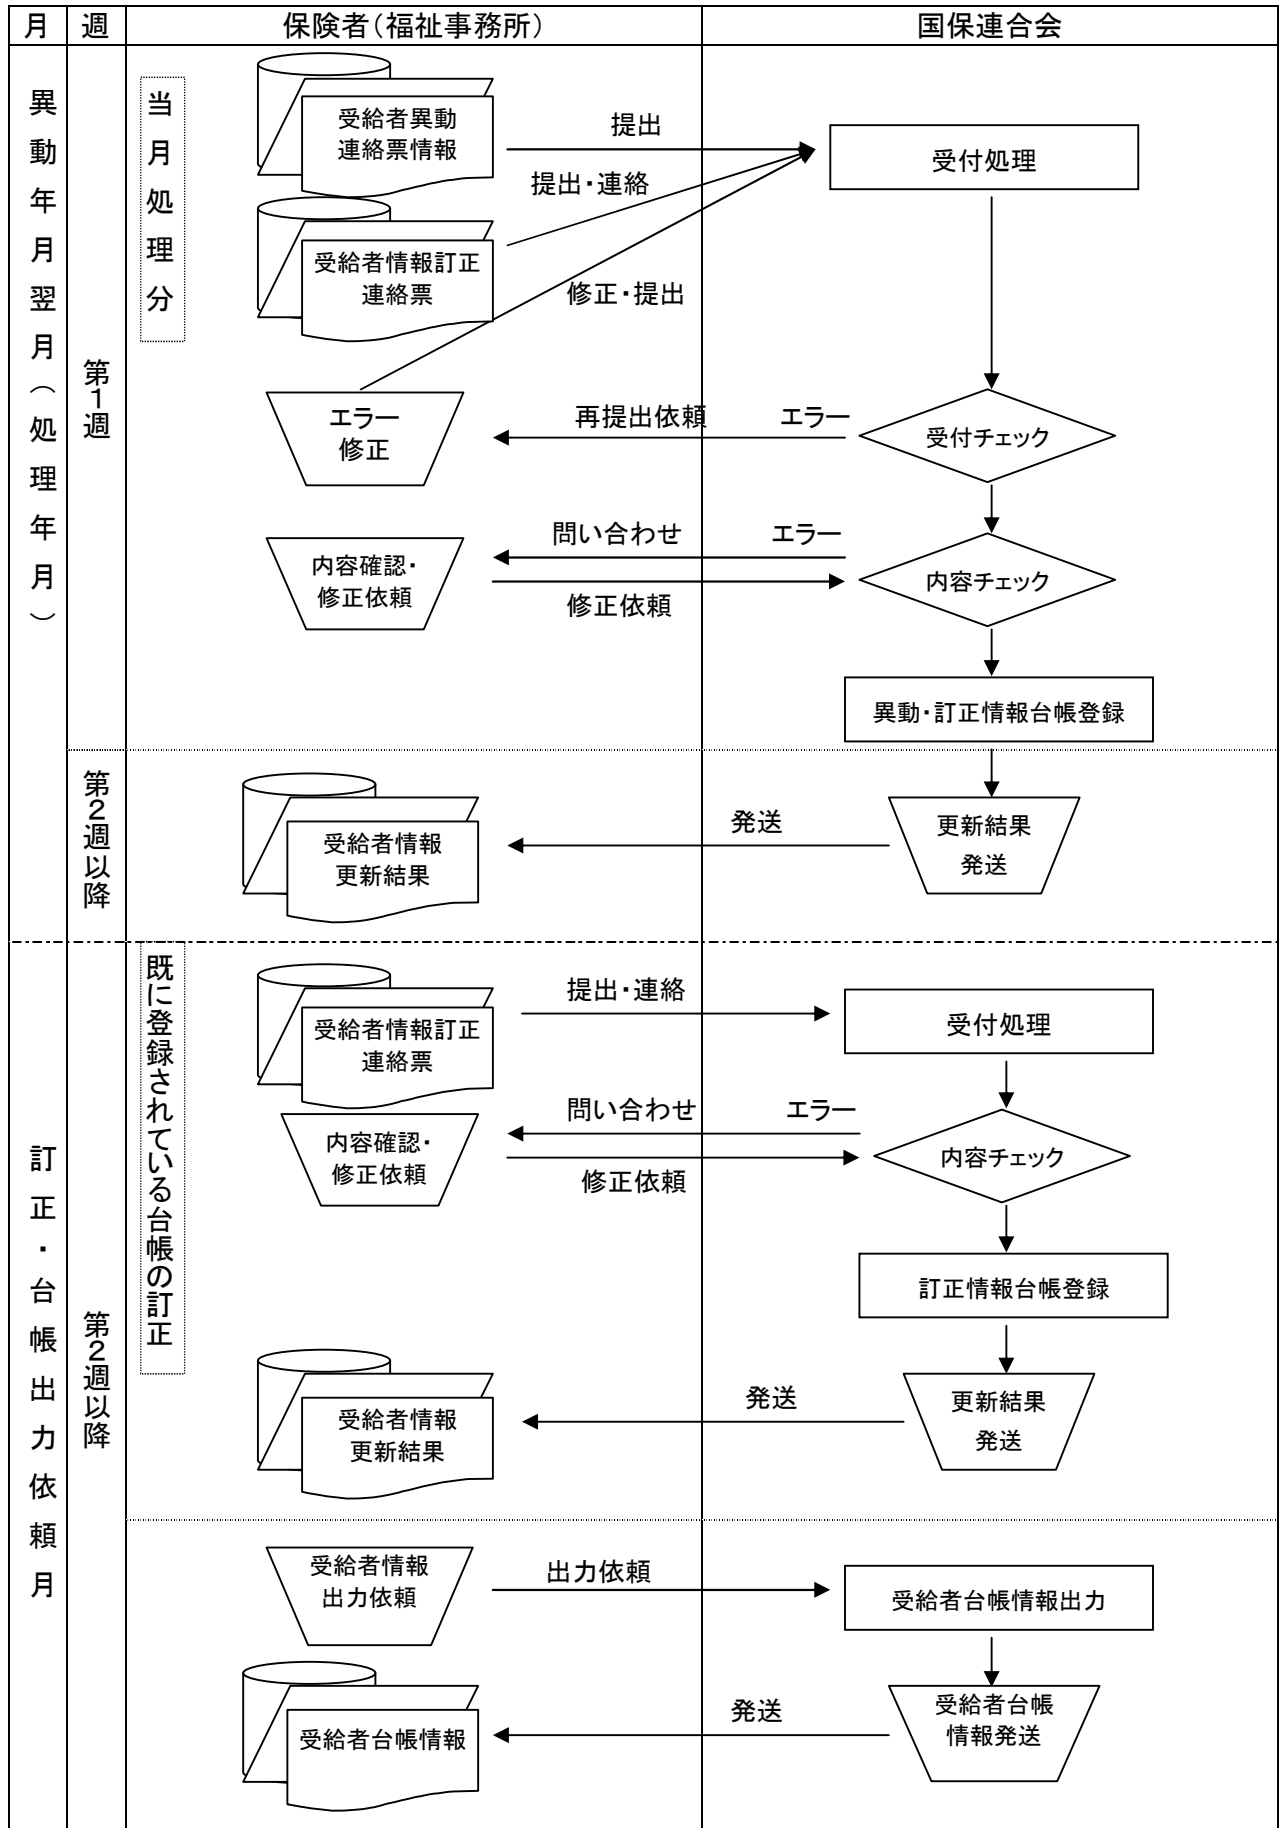 月
週
保険者（福祉事務所）
国保連合会
異動年月翌月（処理年月）
第1週
当月処理分
受給者異動
連絡票情報
提出
受付処理
提出・連絡
受給者情報訂正
連絡票
修正・提出
エラー
修正
再提出依頼
エラー
受付チェック
問い合わせ
エラー
内容確認・
修正依頼
修正依頼
内容チェック
異動・訂正情報台帳登録
第2週以降
受給者情報
更新結果
発送
更新結果
発送
訂正・台帳出力依頼月
第2週以降
既に登録されている台帳の訂正
受給者情報訂正
連絡票
提出・連絡
受付処理
問い合わせ
エラー
内容確認・
修正依頼
修正依頼
内容チェック
訂正情報台帳登録
受給者情報
更新結果
発送
更新結果
発送
受給者情報
出力依頼
出力依頼
受給者台帳情報出力
受給者台帳情報
発送
受給者台帳
情報発送